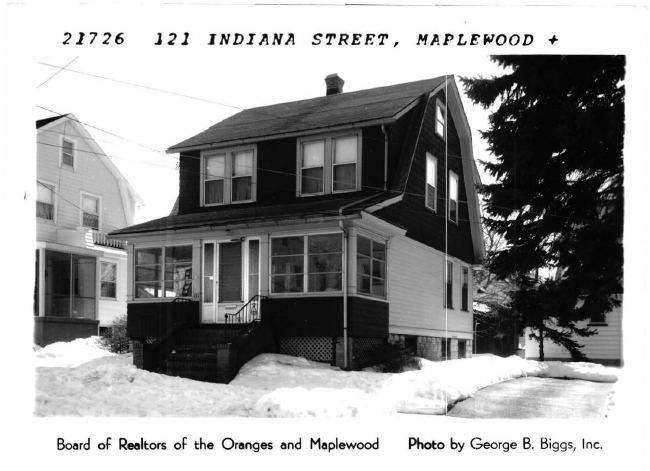 21726 121 INDIANA STREET, MAPLEWOOD +
Board of Realtors of the Oranges and Maplewood Photo by George B. Biggs, Inc.